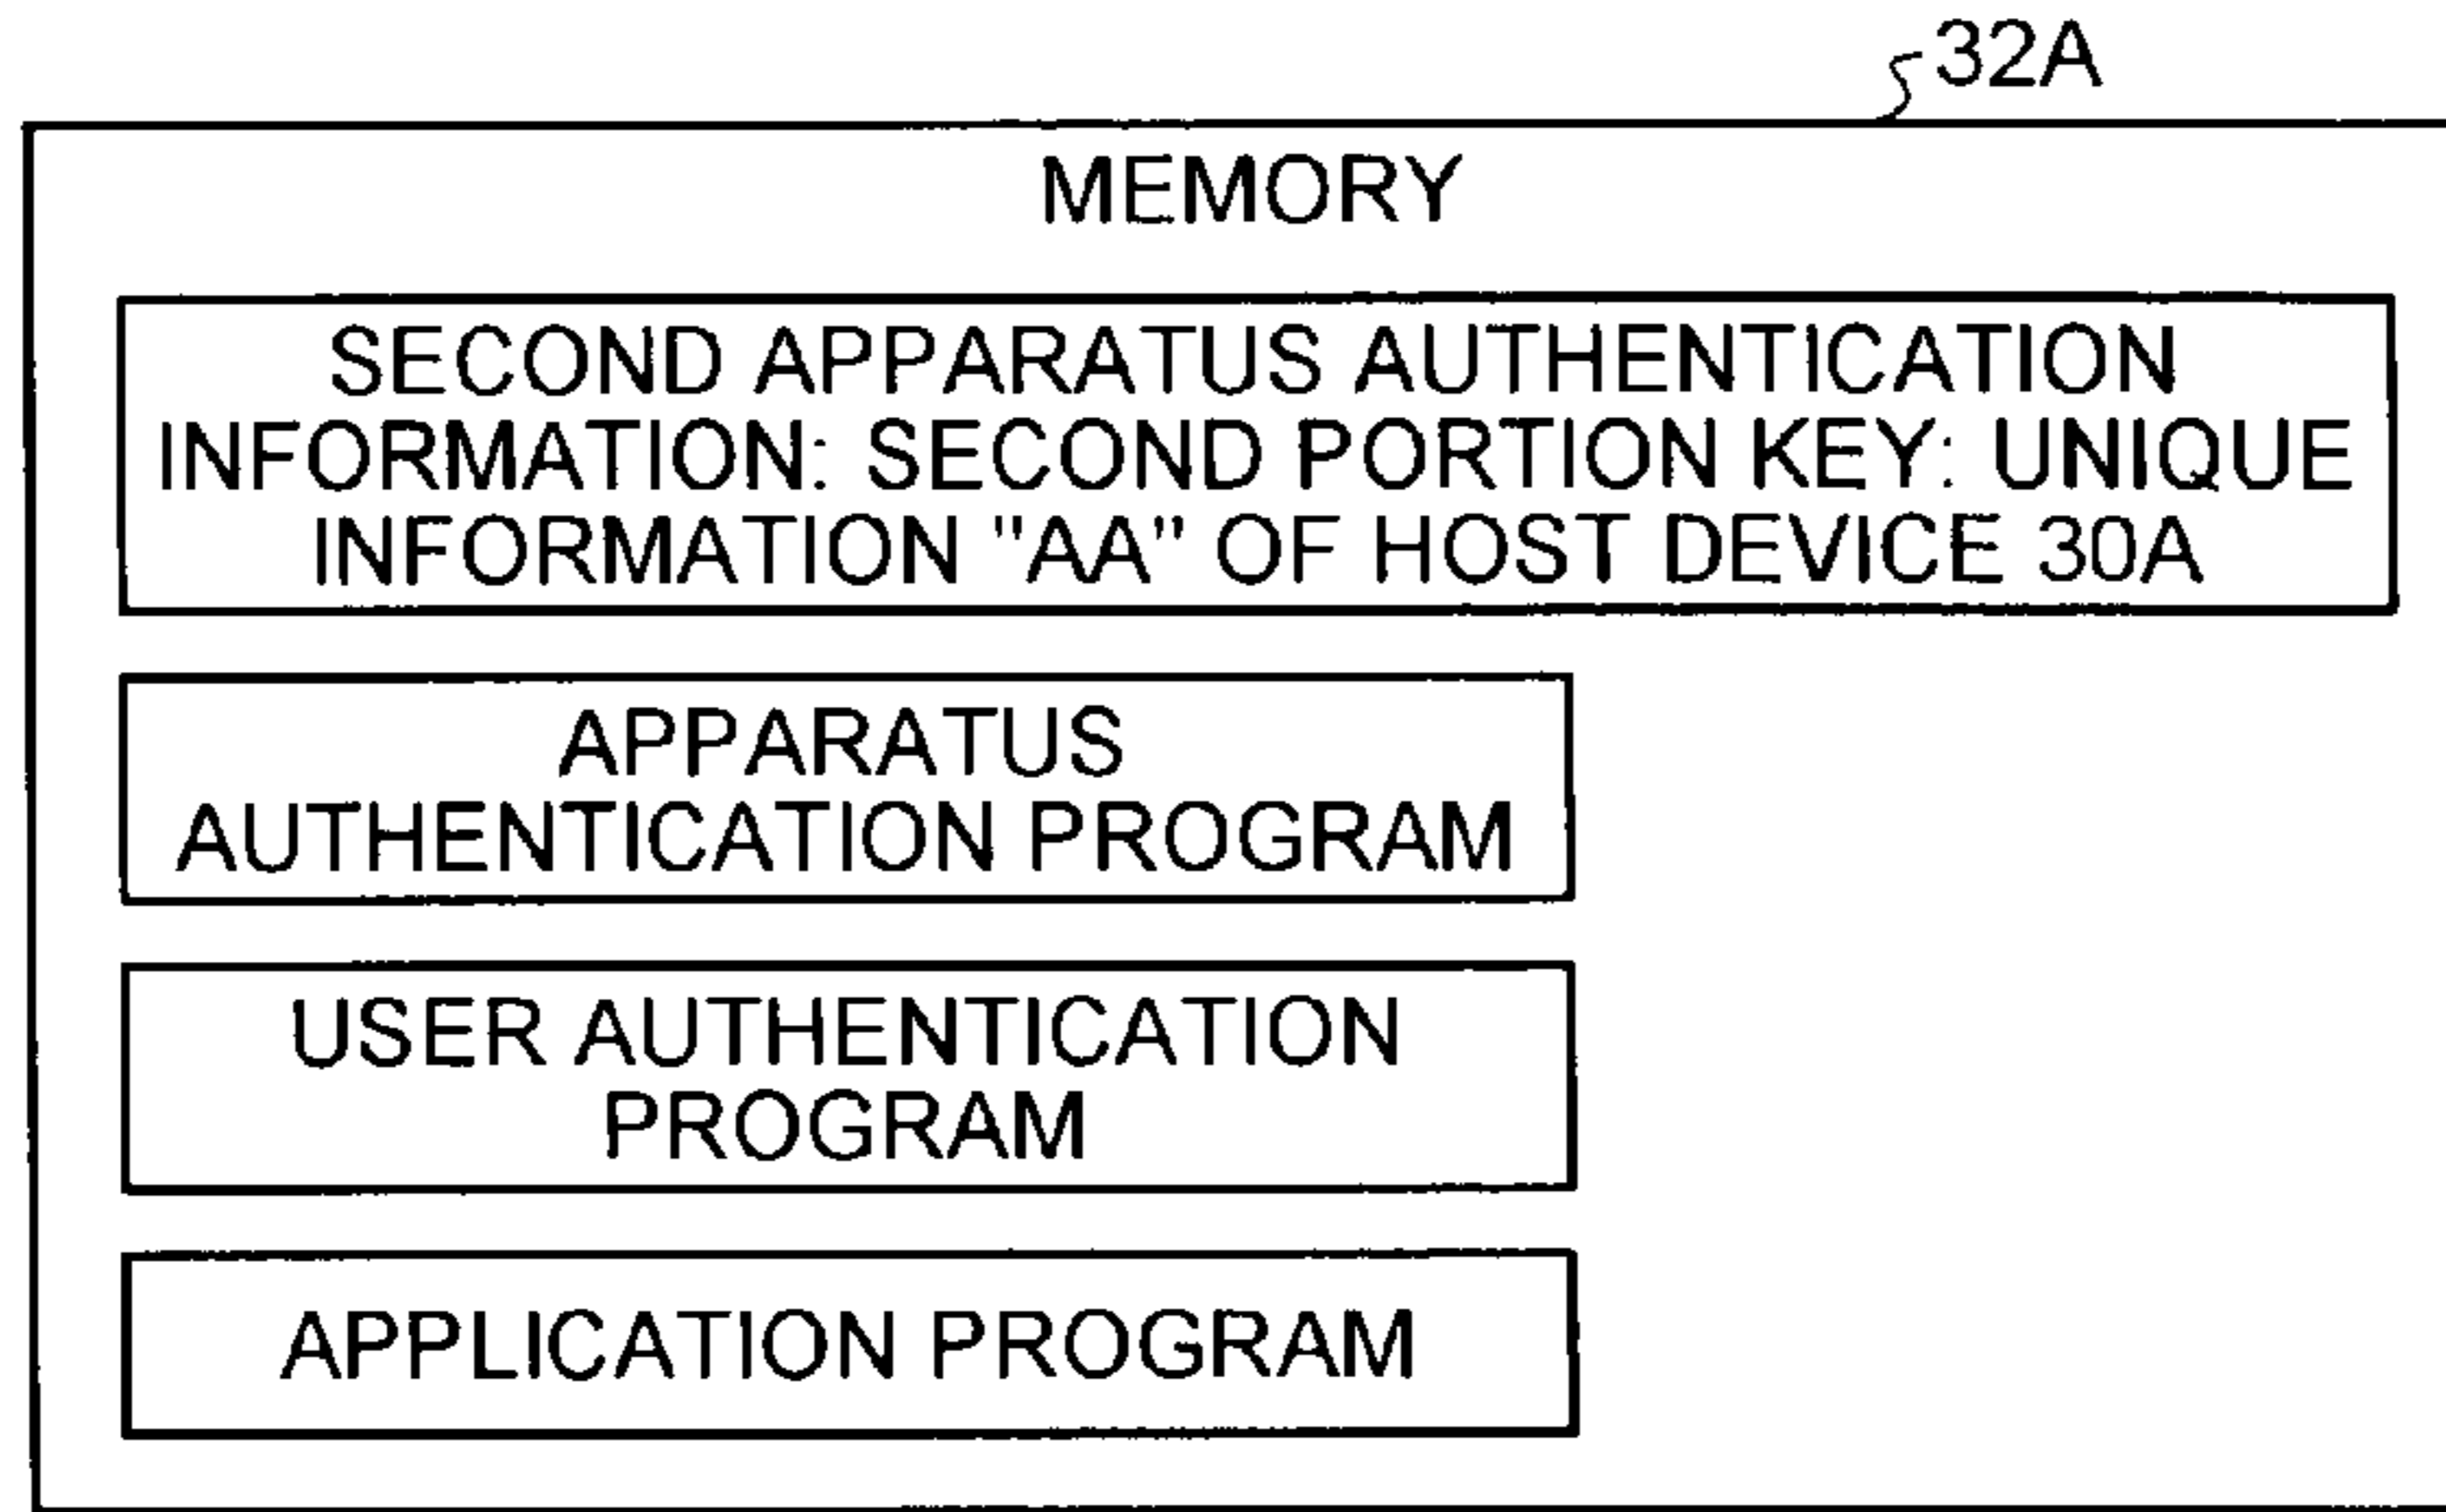 32A
MEMORY
SECOND APPARATUS AUTHENTICATION
INFORMATION: SECOND PORTION KEY: UNIQUE
INFORMATION "AA" OF HOST DEVICE 30A
APPARATUS
AUTHENTICATION PROGRAM
USER AUTHENTICATION
PROGRAM
APPLICATION PROGRAM